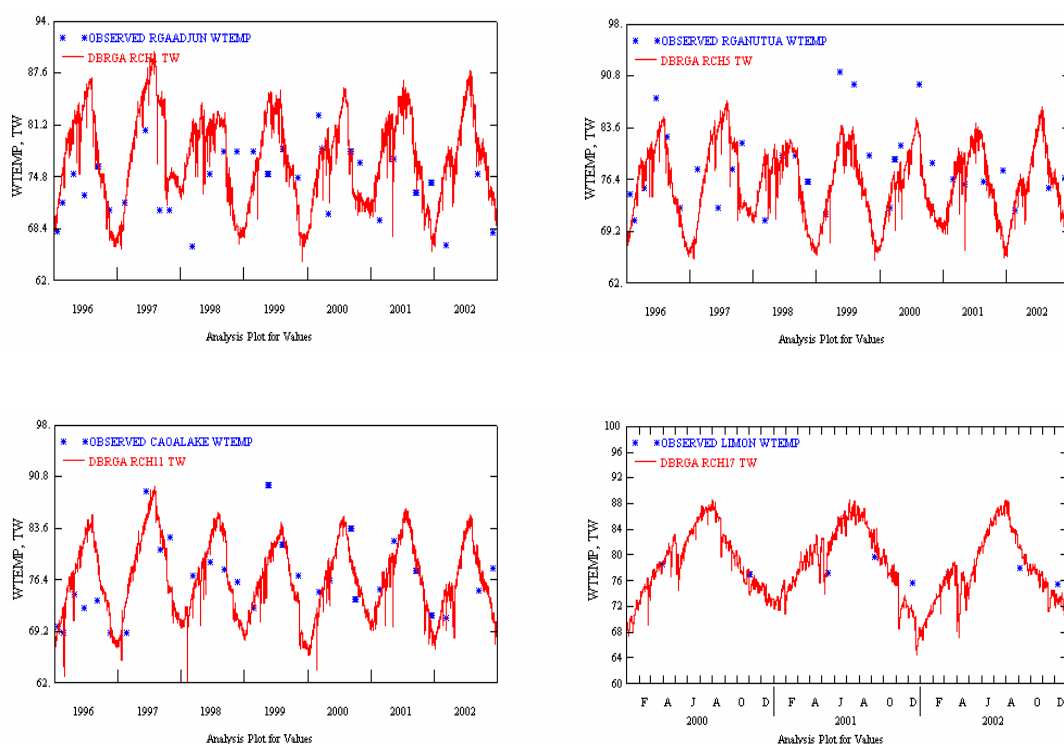 94.
87.6
81.2
74.8
68.4
62.
WTEMP, TW
OBSERVED RGAADJUN WTEMP
DBRGA RCH TW
1996 1997 1998 1999 2000 2001 2002
Analysis Plot for Values
98.
90.8
83.6
76.4
69.2
62.
WTEMP, TW
OBSERVED RGANUTUA WTEMP
DBRGA RCH5 TW
1996 1997 1998 1999 2000 2001 2002
Analysis Plot for Values
98.
90.8
83.6
76.4
69.2
62.
WTEMP, TW
OBSERVED CAOALAKE WTEMP
DBRGA RCH11 TW
1996 1997 1998 1999 2000 2001 2002
Analysis Plot for Values
100
96
92
88
84
80
76
72
68
64
60
WTEMP, TW
OBSERVED LIMON WTEMP
DBRGA RCH17 TW
F A J A O D F A J A O D F A J A O D
2000 2001 2002
Analysis Plot for Values